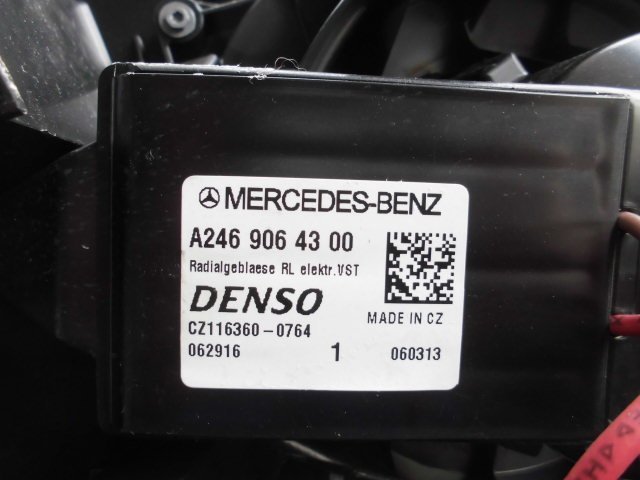 MERCEDES-BENZ
A246 906 43 00
Radialgeblaese RL elektr.VST
DENSO
MADE IN CZ
CZ116360-0764
062916 1 060313